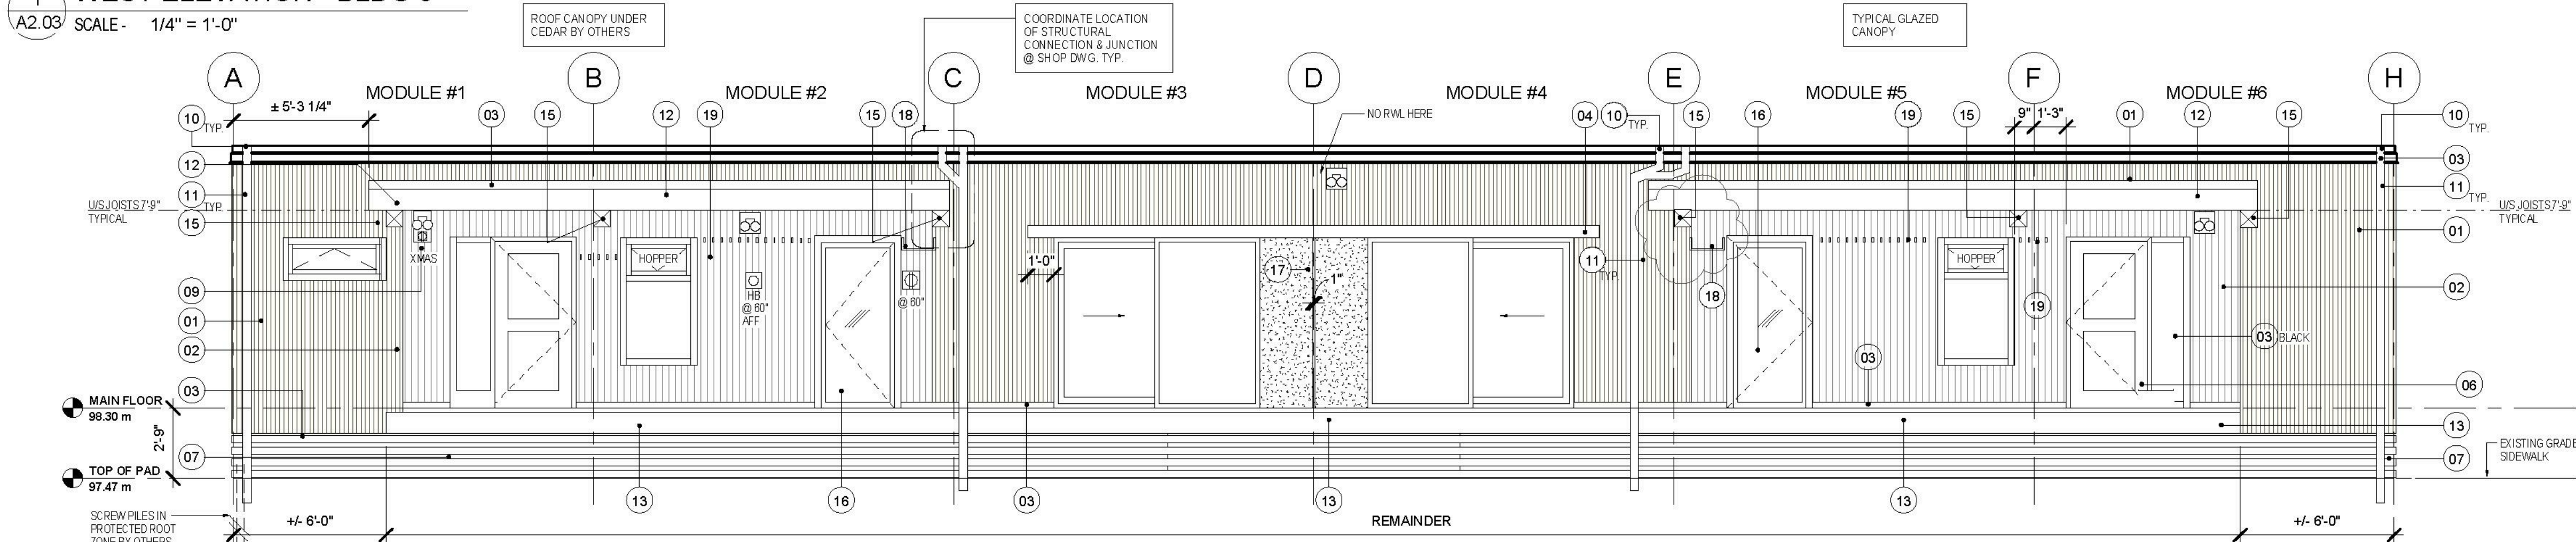 A2.03
SCALE - 1/4" = 1'-0"
ROOF CANOPY UNDER
CEDAR BY OTHERS
COORDINATE LOCATION
OF STRUCTURAL
CONNECTION & JUNCTION
@ SHOP DWG. TYP.
TYPICAL GLAZED
CANOPY
A
B
C
D
E
F
H
MODULE #1
MODULE #2
MODULE #3
MODULE #4
MODULE #5
MODULE #6
± 5'-3 1/4"
10 TYP.
03
15
12
19
15
18
NO RWL HERE
04
10 TYP.
15
16
19
15
9"
1'-3"
01
12
15
10
TYP.
12
03
11
TYP.
11
TYP.
U/S JOISTS 7'-9"
TYPICAL
U/S JOISTS 7'-9"
TYPICAL
15
01
XMAS
HOPPER
HOPPER
1'-0"
17
11
TYP.
1"
18
09
HB
@ 60"
AFF
@ 60"
19
02
01
02
03
03 BLACK
03
06
MAIN FLOOR
98.30 m
2'-9"
TOP OF PAD
97.47 m
07
13
EXISTING GRADE
SIDEWALK
07
13
16
03
13
13
SCREW PILES IN
PROTECTED ROOT
ZONE BY OTHERS
+/- 6'-0"
REMAINDER
+/- 6'-0"